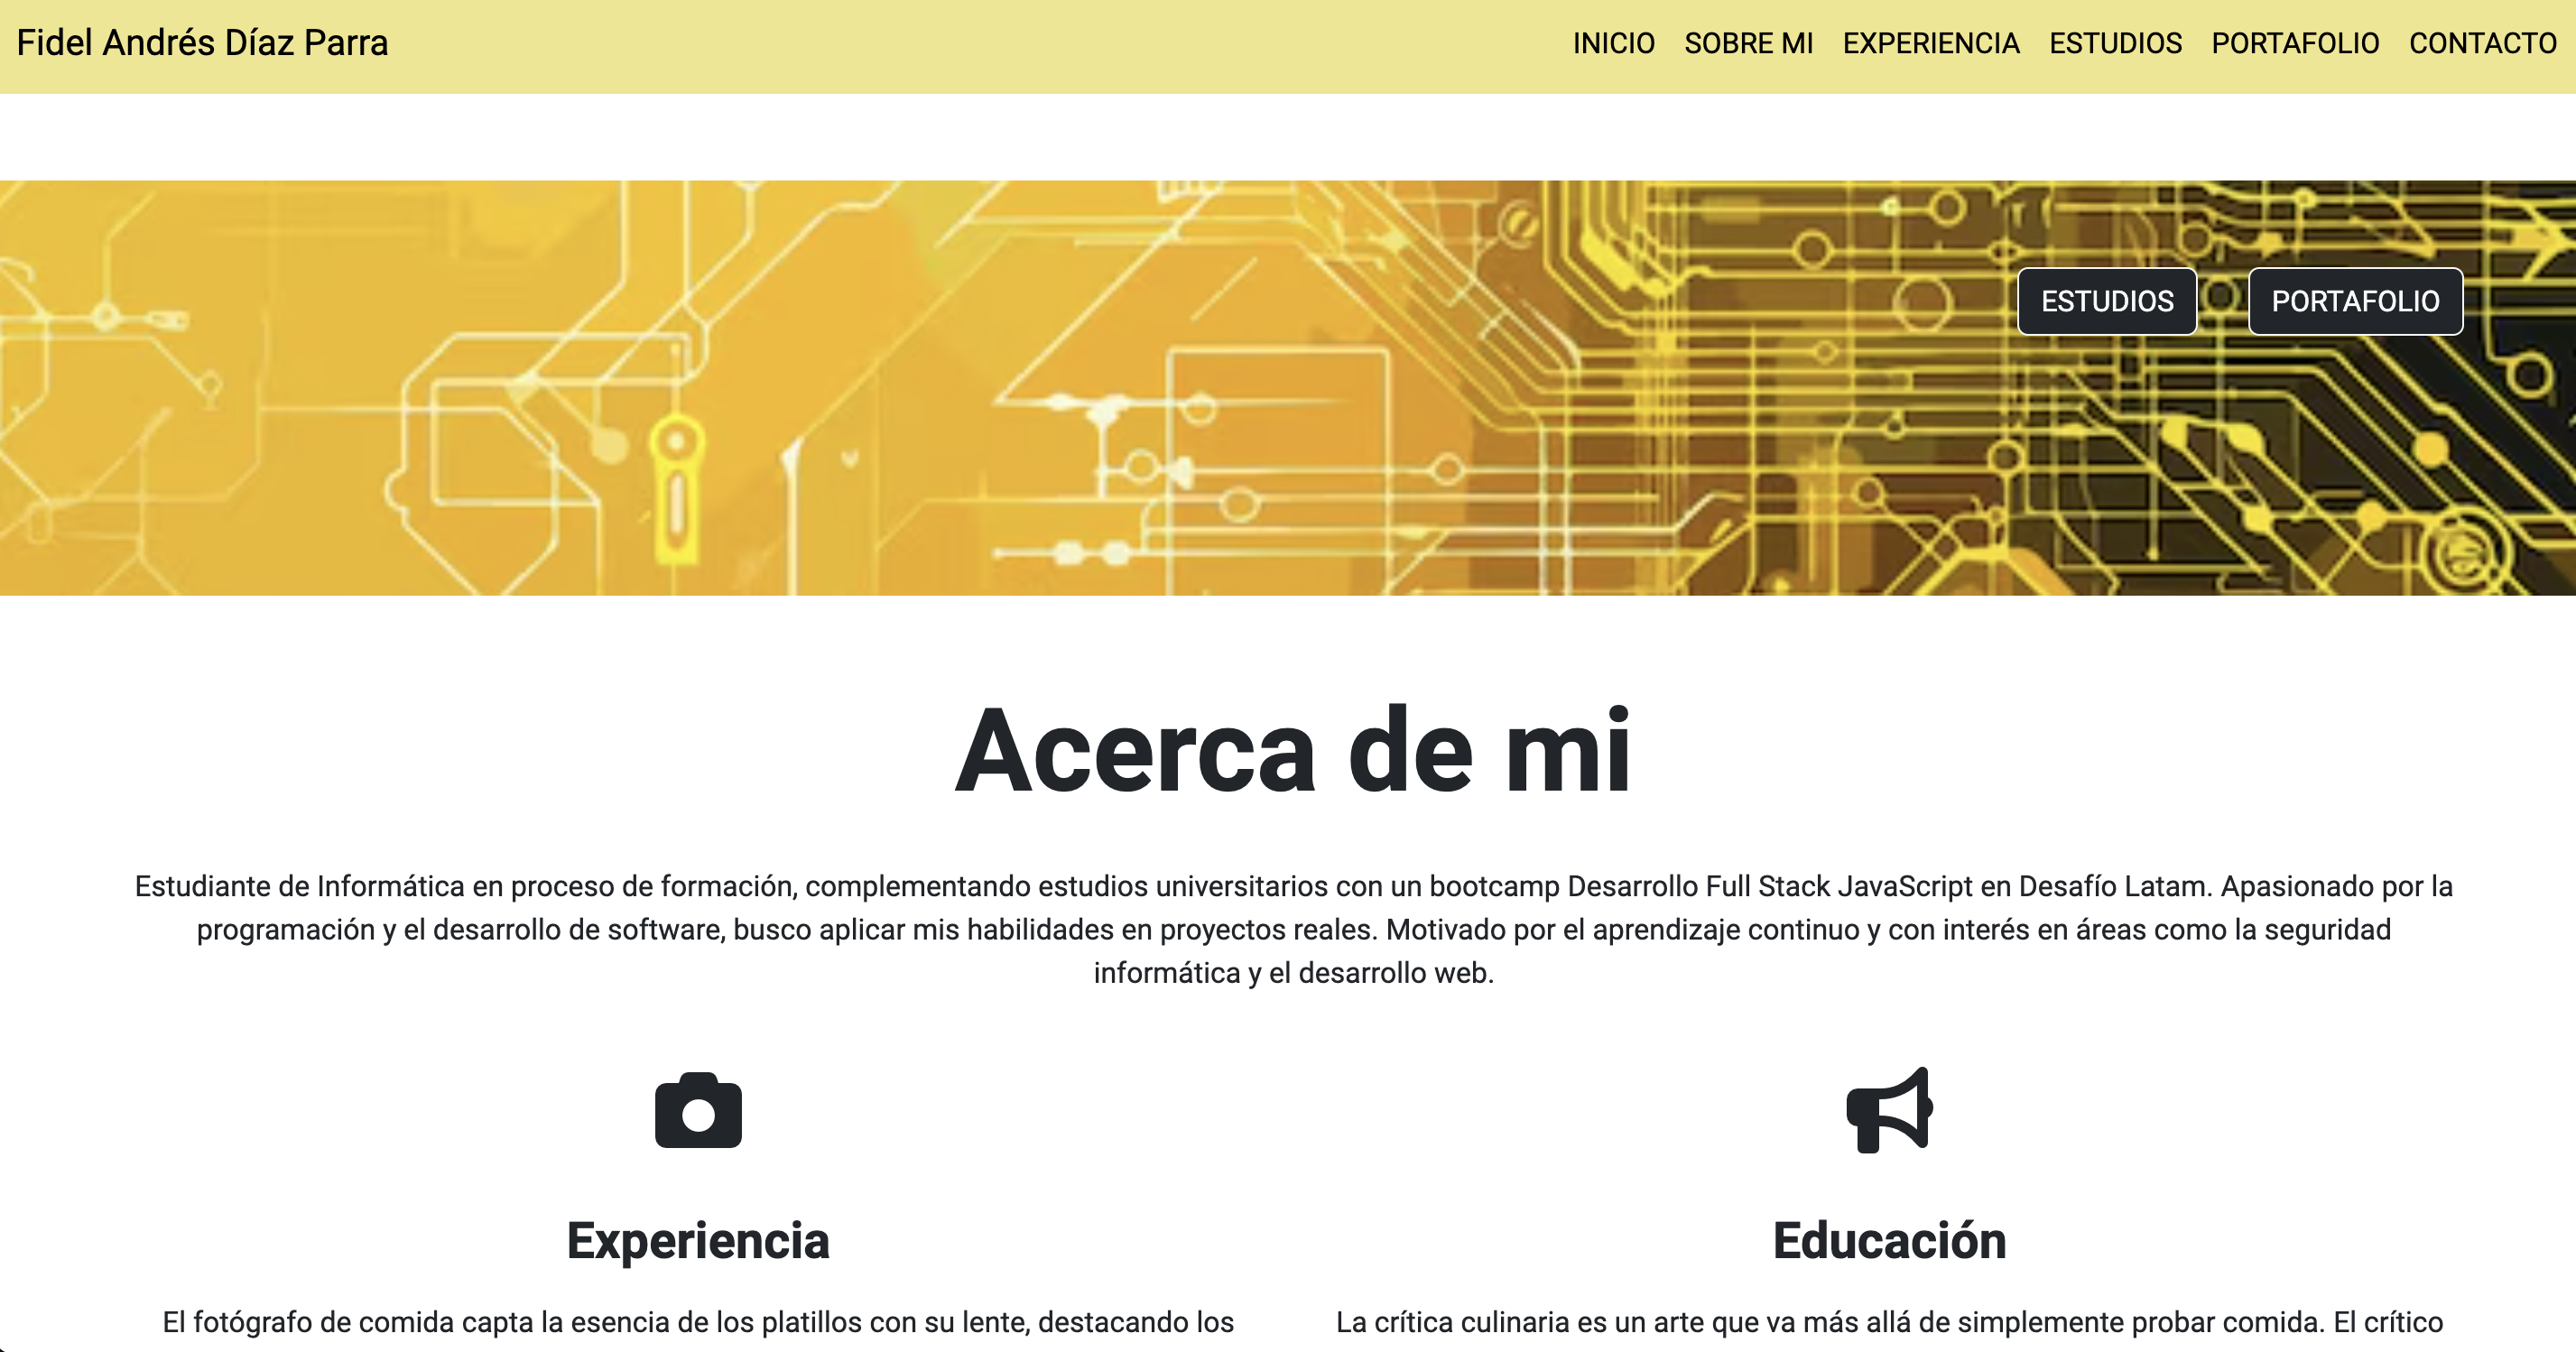 Fidel Andrés Díaz Parra
INICIO SOBRE MI EXPERIENCIA ESTUDIOS PORTAFOLIO CONTACTO
ESTUDIOS PORTAFOLIO
Acerca de mi
Estudiante de Informática en proceso de formación, complementando estudios universitarios con un bootcamp Desarrollo Full Stack JavaScript en Desafío Latam. Apasionado por la
programación y el desarrollo de software, busco aplicar mis habilidades en proyectos reales. Motivado por el aprendizaje continuo y con interés en áreas como la seguridad
informática y el desarrollo web.
Experiencia
El fotógrafo de comida capta la esencia de los platillos con su lente, destacando los
Educación
La crítica culinaria es un arte que va más allá de simplemente probar comida. El crítico